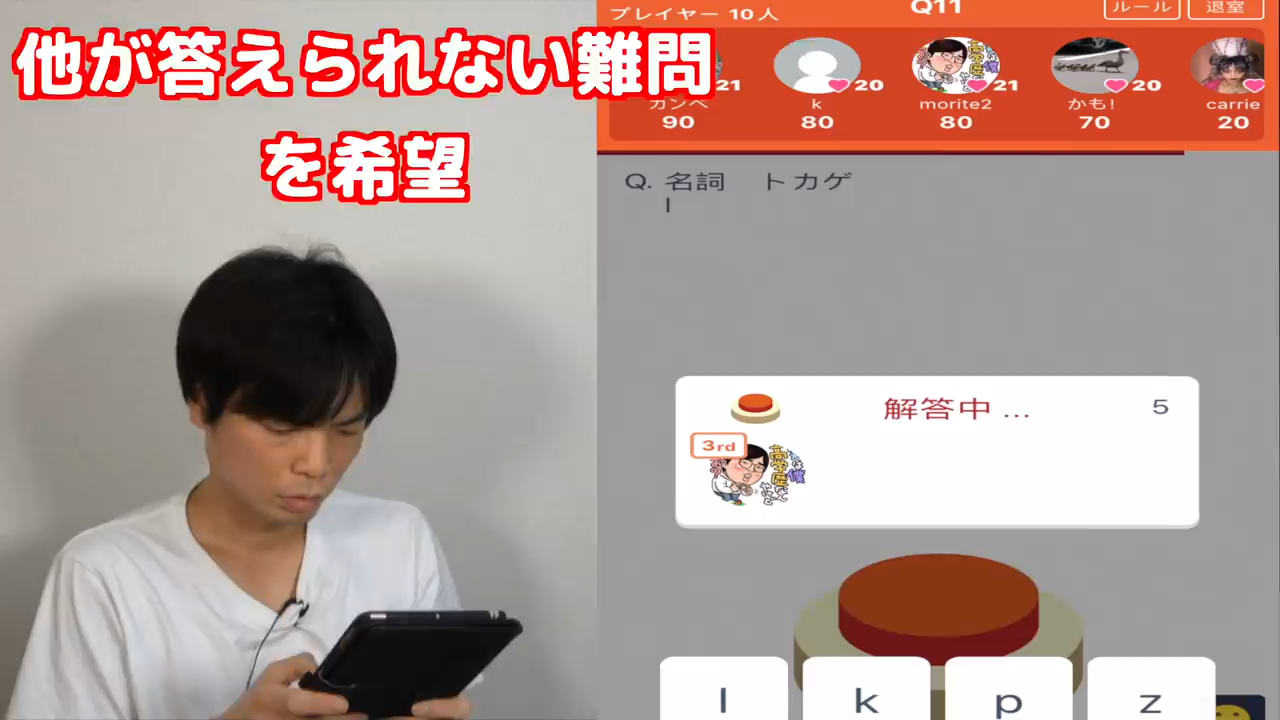 他が答えられない難問
を希望
プレイヤー 10人
Q11
ルール
退室
21
20
21
20
ガンペ
k
morite2
かも!
carrie
90
80
80
70
20
Q. 名詞 トカゲ
l
解答中 ...
5
3rd
l
k
p
z